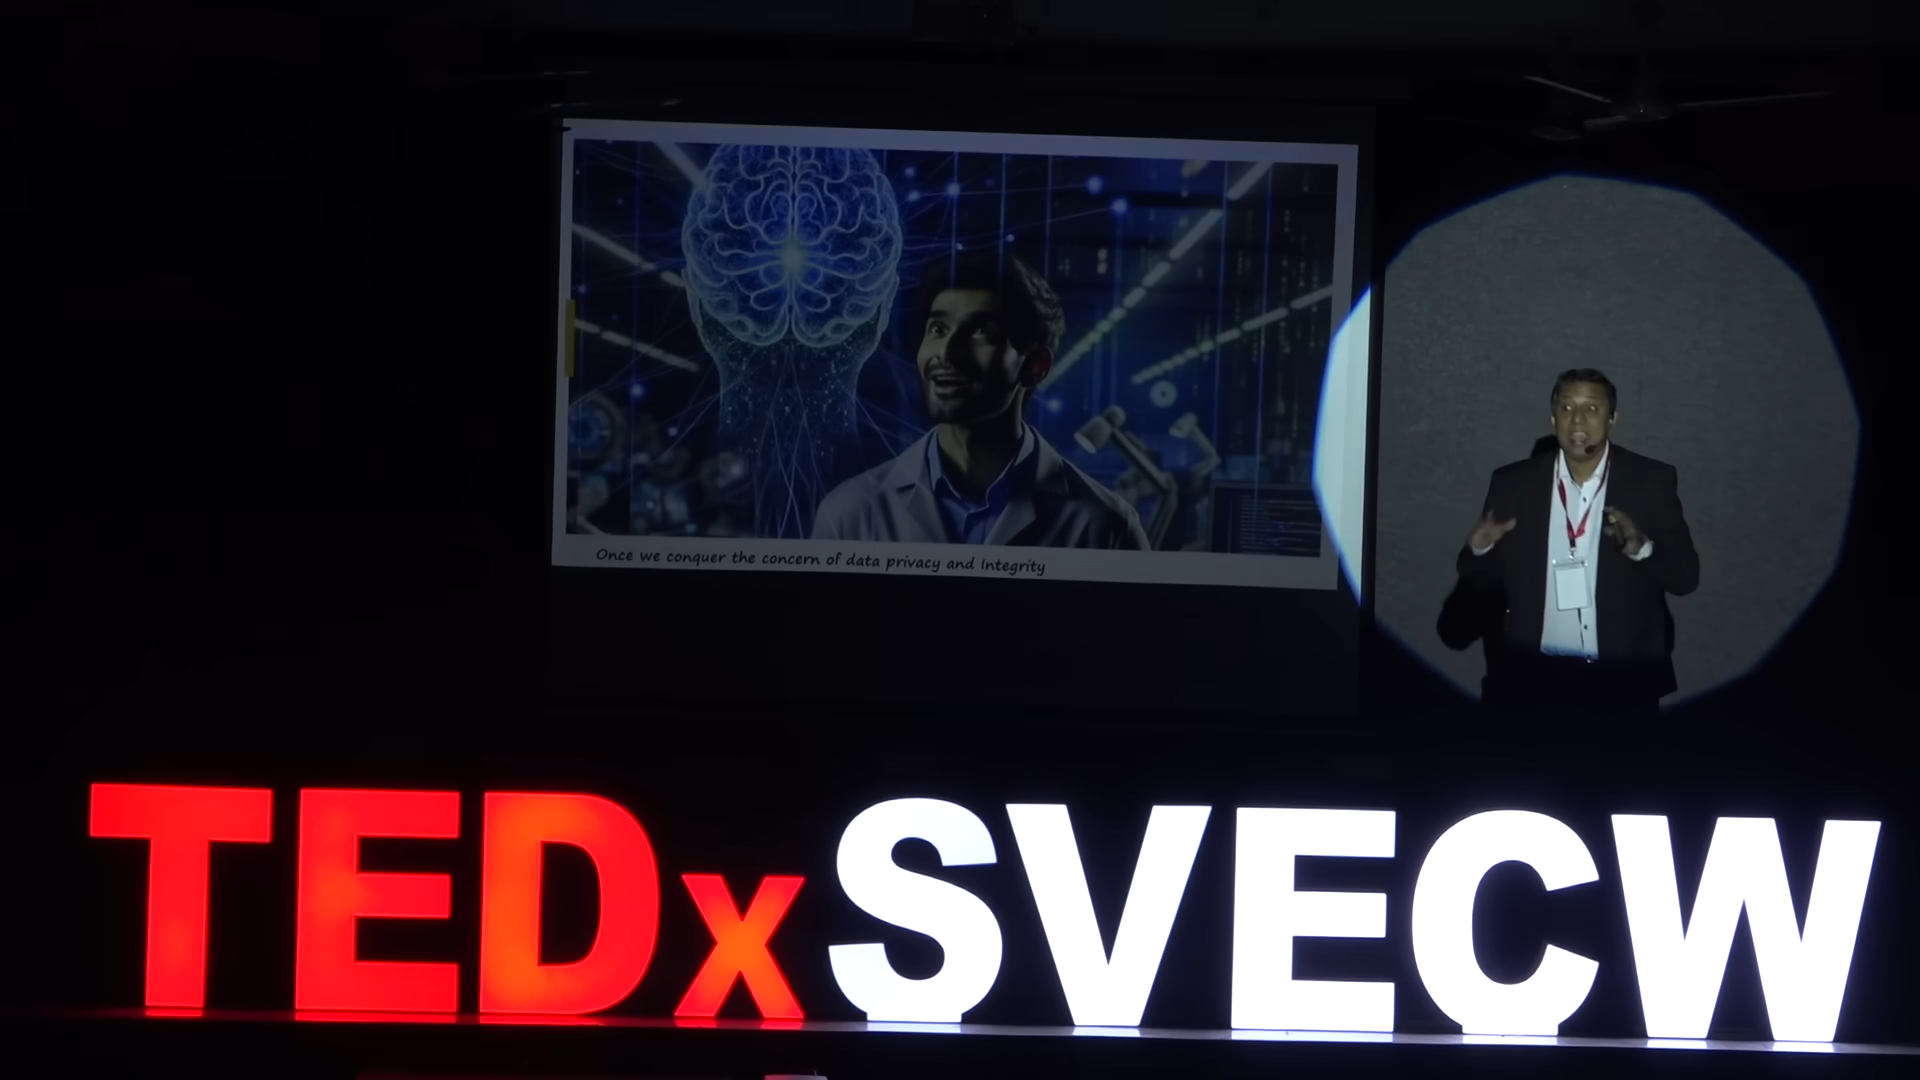 Once we conquer the concern of data privacy and Integrity
TEDxSVECW